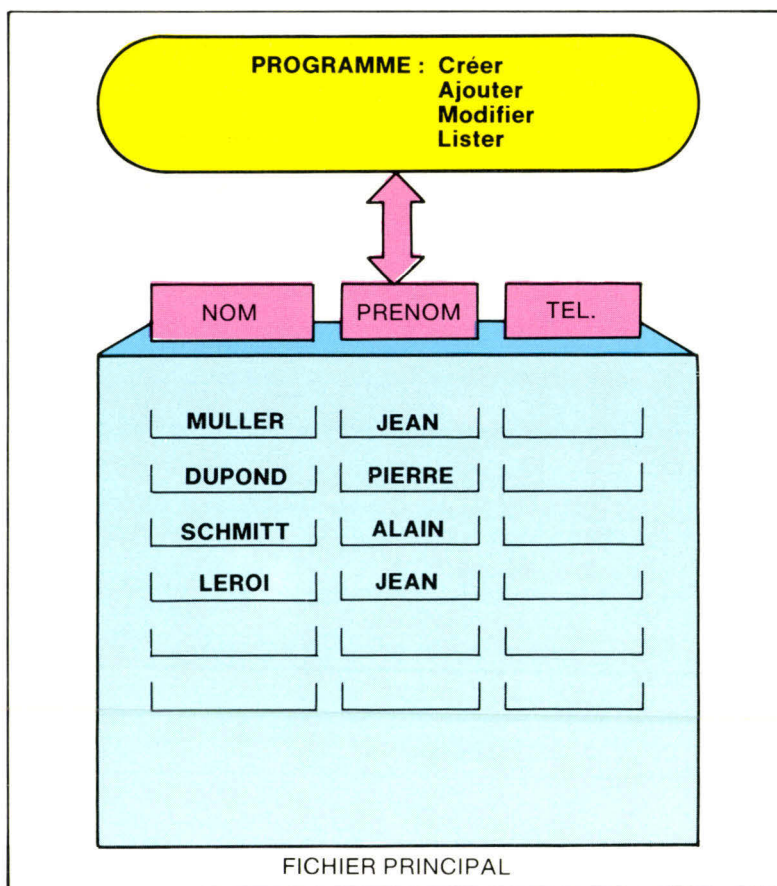 PROGRAMME : Créer
Ajouter
Modifier
Lister
NOM PRENOM TEL.
MULLER JEAN
DUPOND PIERRE
SCHMITT ALAIN
LEROI JEAN
FICHIER PRINCIPAL